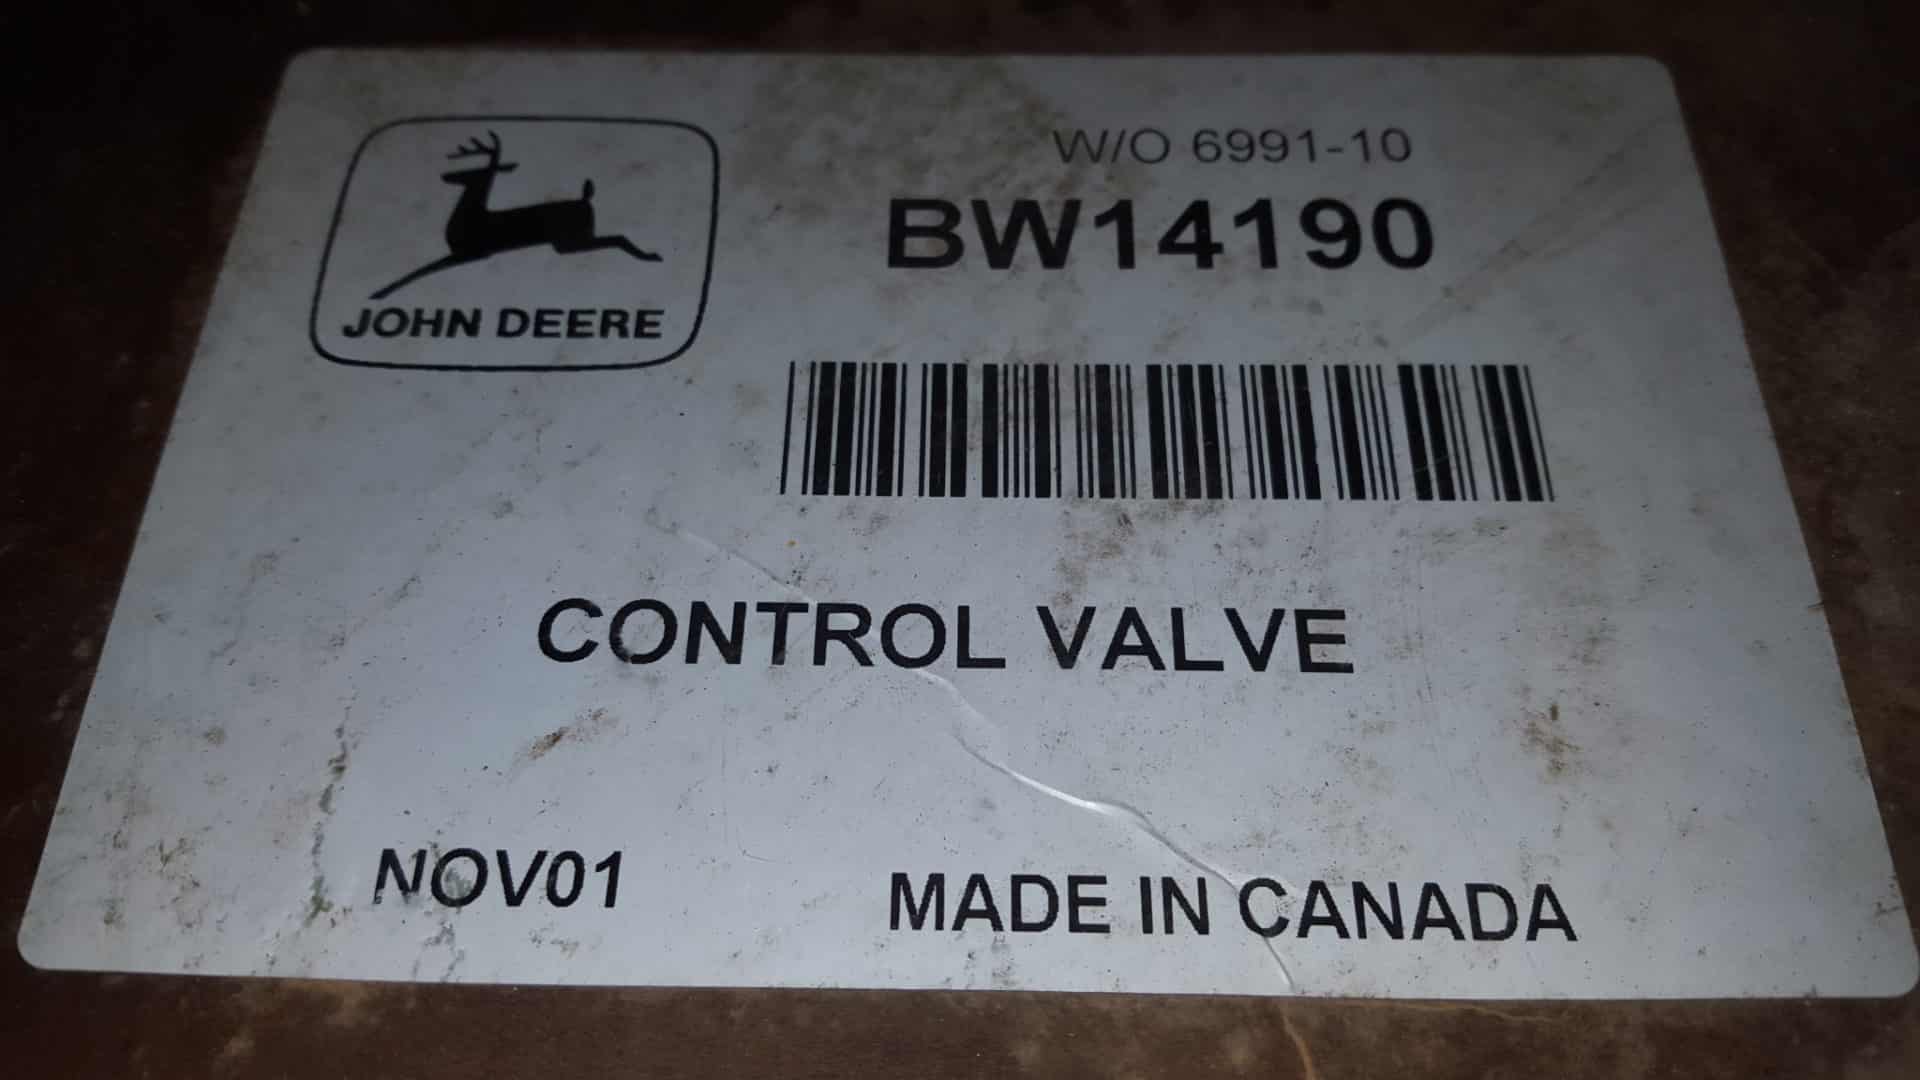 W/O 6991-10
BW14190
JOHN DEERE
CONTROL VALVE
NOV01
MADE IN CANADA